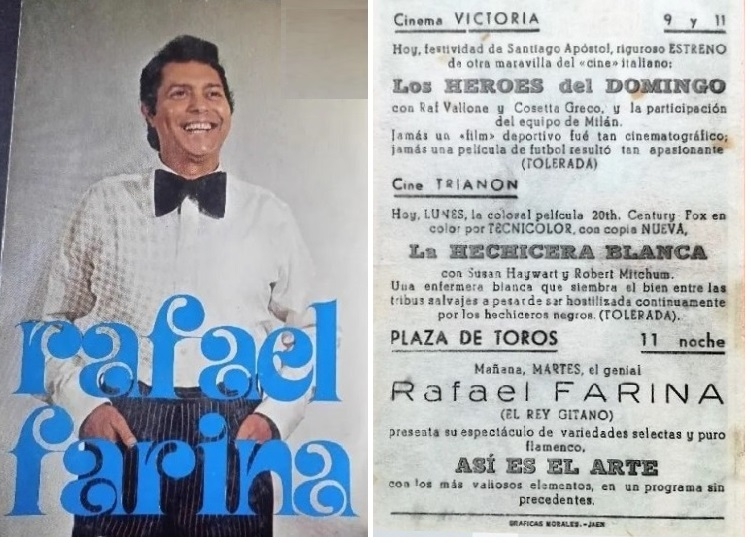 rafael
farina
Cinema VICTORIA 9 y 11
Hoy, festividad de Santiago Apóstol, riguroso ESTRENO
de otra maravilla del «cine» italiano:
Los HEROES del DOMINGO
con Raf Vallone y Cosetta Greco, y la participación
del equipo de Milán.
Jamás un «film» deportivo fué tan cinematográfico;
jamás una película de futbol resultó tan apasionante
(TOLERADA)
Cine TRIANON
Hoy, LUNES, la colosal película 20th. Century Fox en
color por TECNICOLOR, con copia NUEVA,
La HECHICERA BLANCA
con Susan Haywart y Robert Mitchum.
Una enfermera blanca que siembra el bien entre las
tribus salvajes a pesar de ser hostilizada continuamente
por los hechiceros negros. (TOLERADA).
PLAZA DE TOROS 11 noche
Mañana, MARTES, el genial
Rafael FARINA
(EL REY GITANO)
presenta su espectáculo de variedades selectas y puro
flamenco,
ASÍ ES EL ARTE
con los más valiosos elementos, en un programa sin
precedentes.
GRAFICAS MORALES.-JAEN